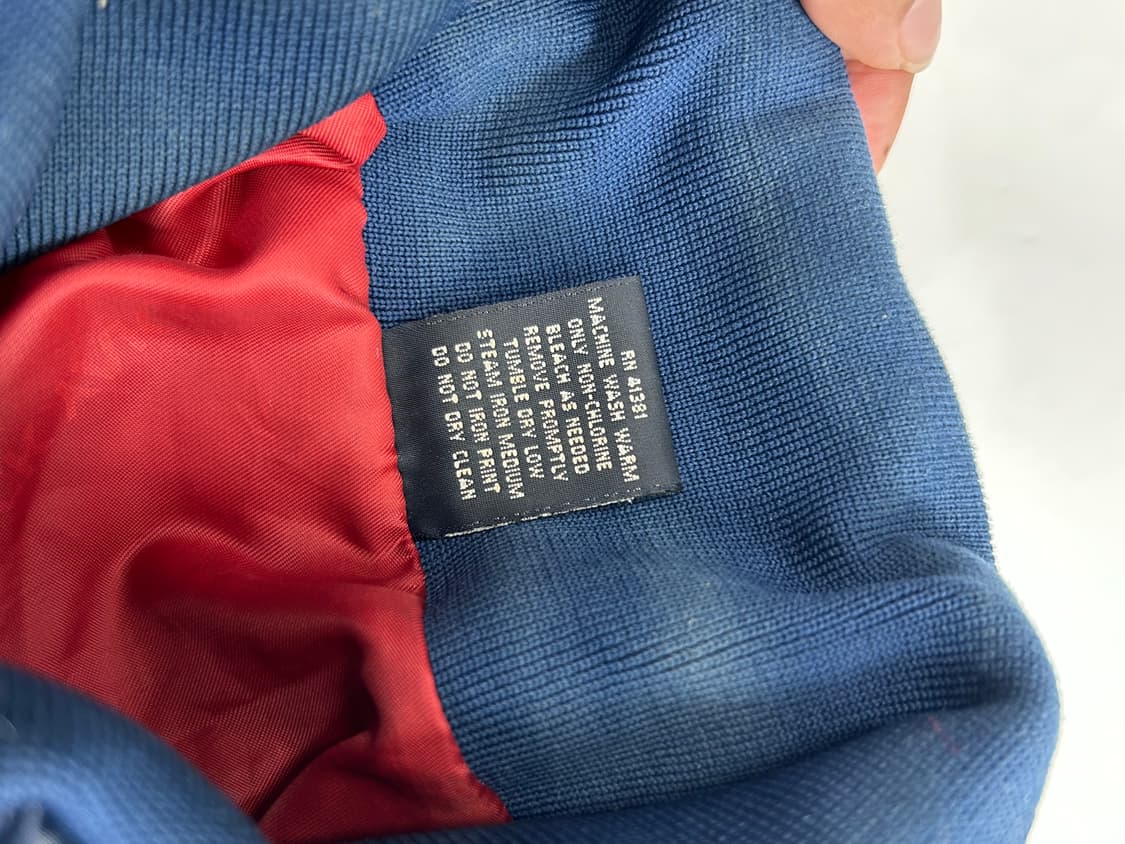 RN 41381
MACHINE WASH WARM
ONLY NON-CHLORINE
BLEACH AS NEEDED
REMOVE PROMPTLY
TUMBLE DRY LOW
STEAM IRON MEDIUM
DO NOT IRON PRINT
DO NOT DRY CLEAN